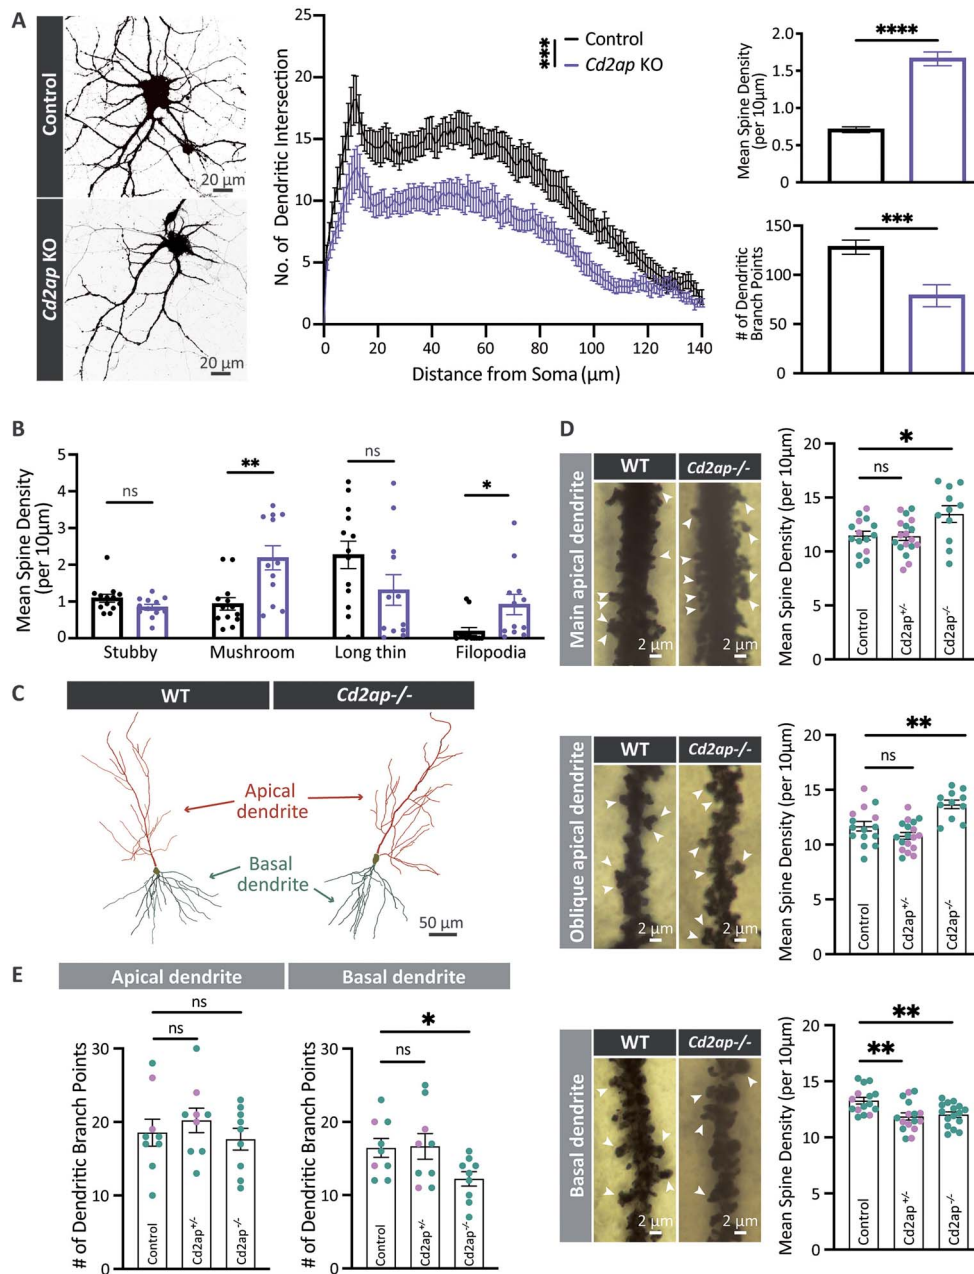 A
Control
20 µm
Cd2ap KO
20 µm
No. of Dendritic Intersection
25
20
15
10
5
0
0 20 40 60 80 100 120 140
Distance from Soma (µm)
***
Control
Cd2ap KO
Mean Spine Density
(per 10µm)
2.0
1.5
1.0
0.5
0
****
# of Dendritic
Branch Points
150
100
50
0
***
B
Mean Spine Density
(per 10µm)
5
4
3
2
1
0
ns
**
ns
*
Stubby Mushroom Long thin Filopodia
C
WT
Cd2ap-/-
Apical
dendrite
Basal
dendrite
50 µm
D
Main apical dendrite
WT
Cd2ap-/-
2 µm
2 µm
Mean Spine Density (per 10µm)
20
15
10
5
0
*
ns
Control
Cd2ap+/-
Cd2ap-/-
Oblique apical dendrite
WT
Cd2ap-/-
2 µm
2 µm
Mean Spine Density (per 10µm)
20
15
10
5
0
**
ns
Control
Cd2ap+/-
Cd2ap-/-
Basal dendrite
WT
Cd2ap-/-
2 µm
2 µm
Mean Spine Density (per 10µm)
20
15
10
5
0
**
**
Control
Cd2ap+/-
Cd2ap-/-
E
Apical dendrite
# of Dendritic Branch Points
30
20
10
0
ns
ns
Control
Cd2ap+/-
Cd2ap-/-
Basal dendrite
# of Dendritic Branch Points
30
20
10
0
*
ns
Control
Cd2ap+/-
Cd2ap-/-